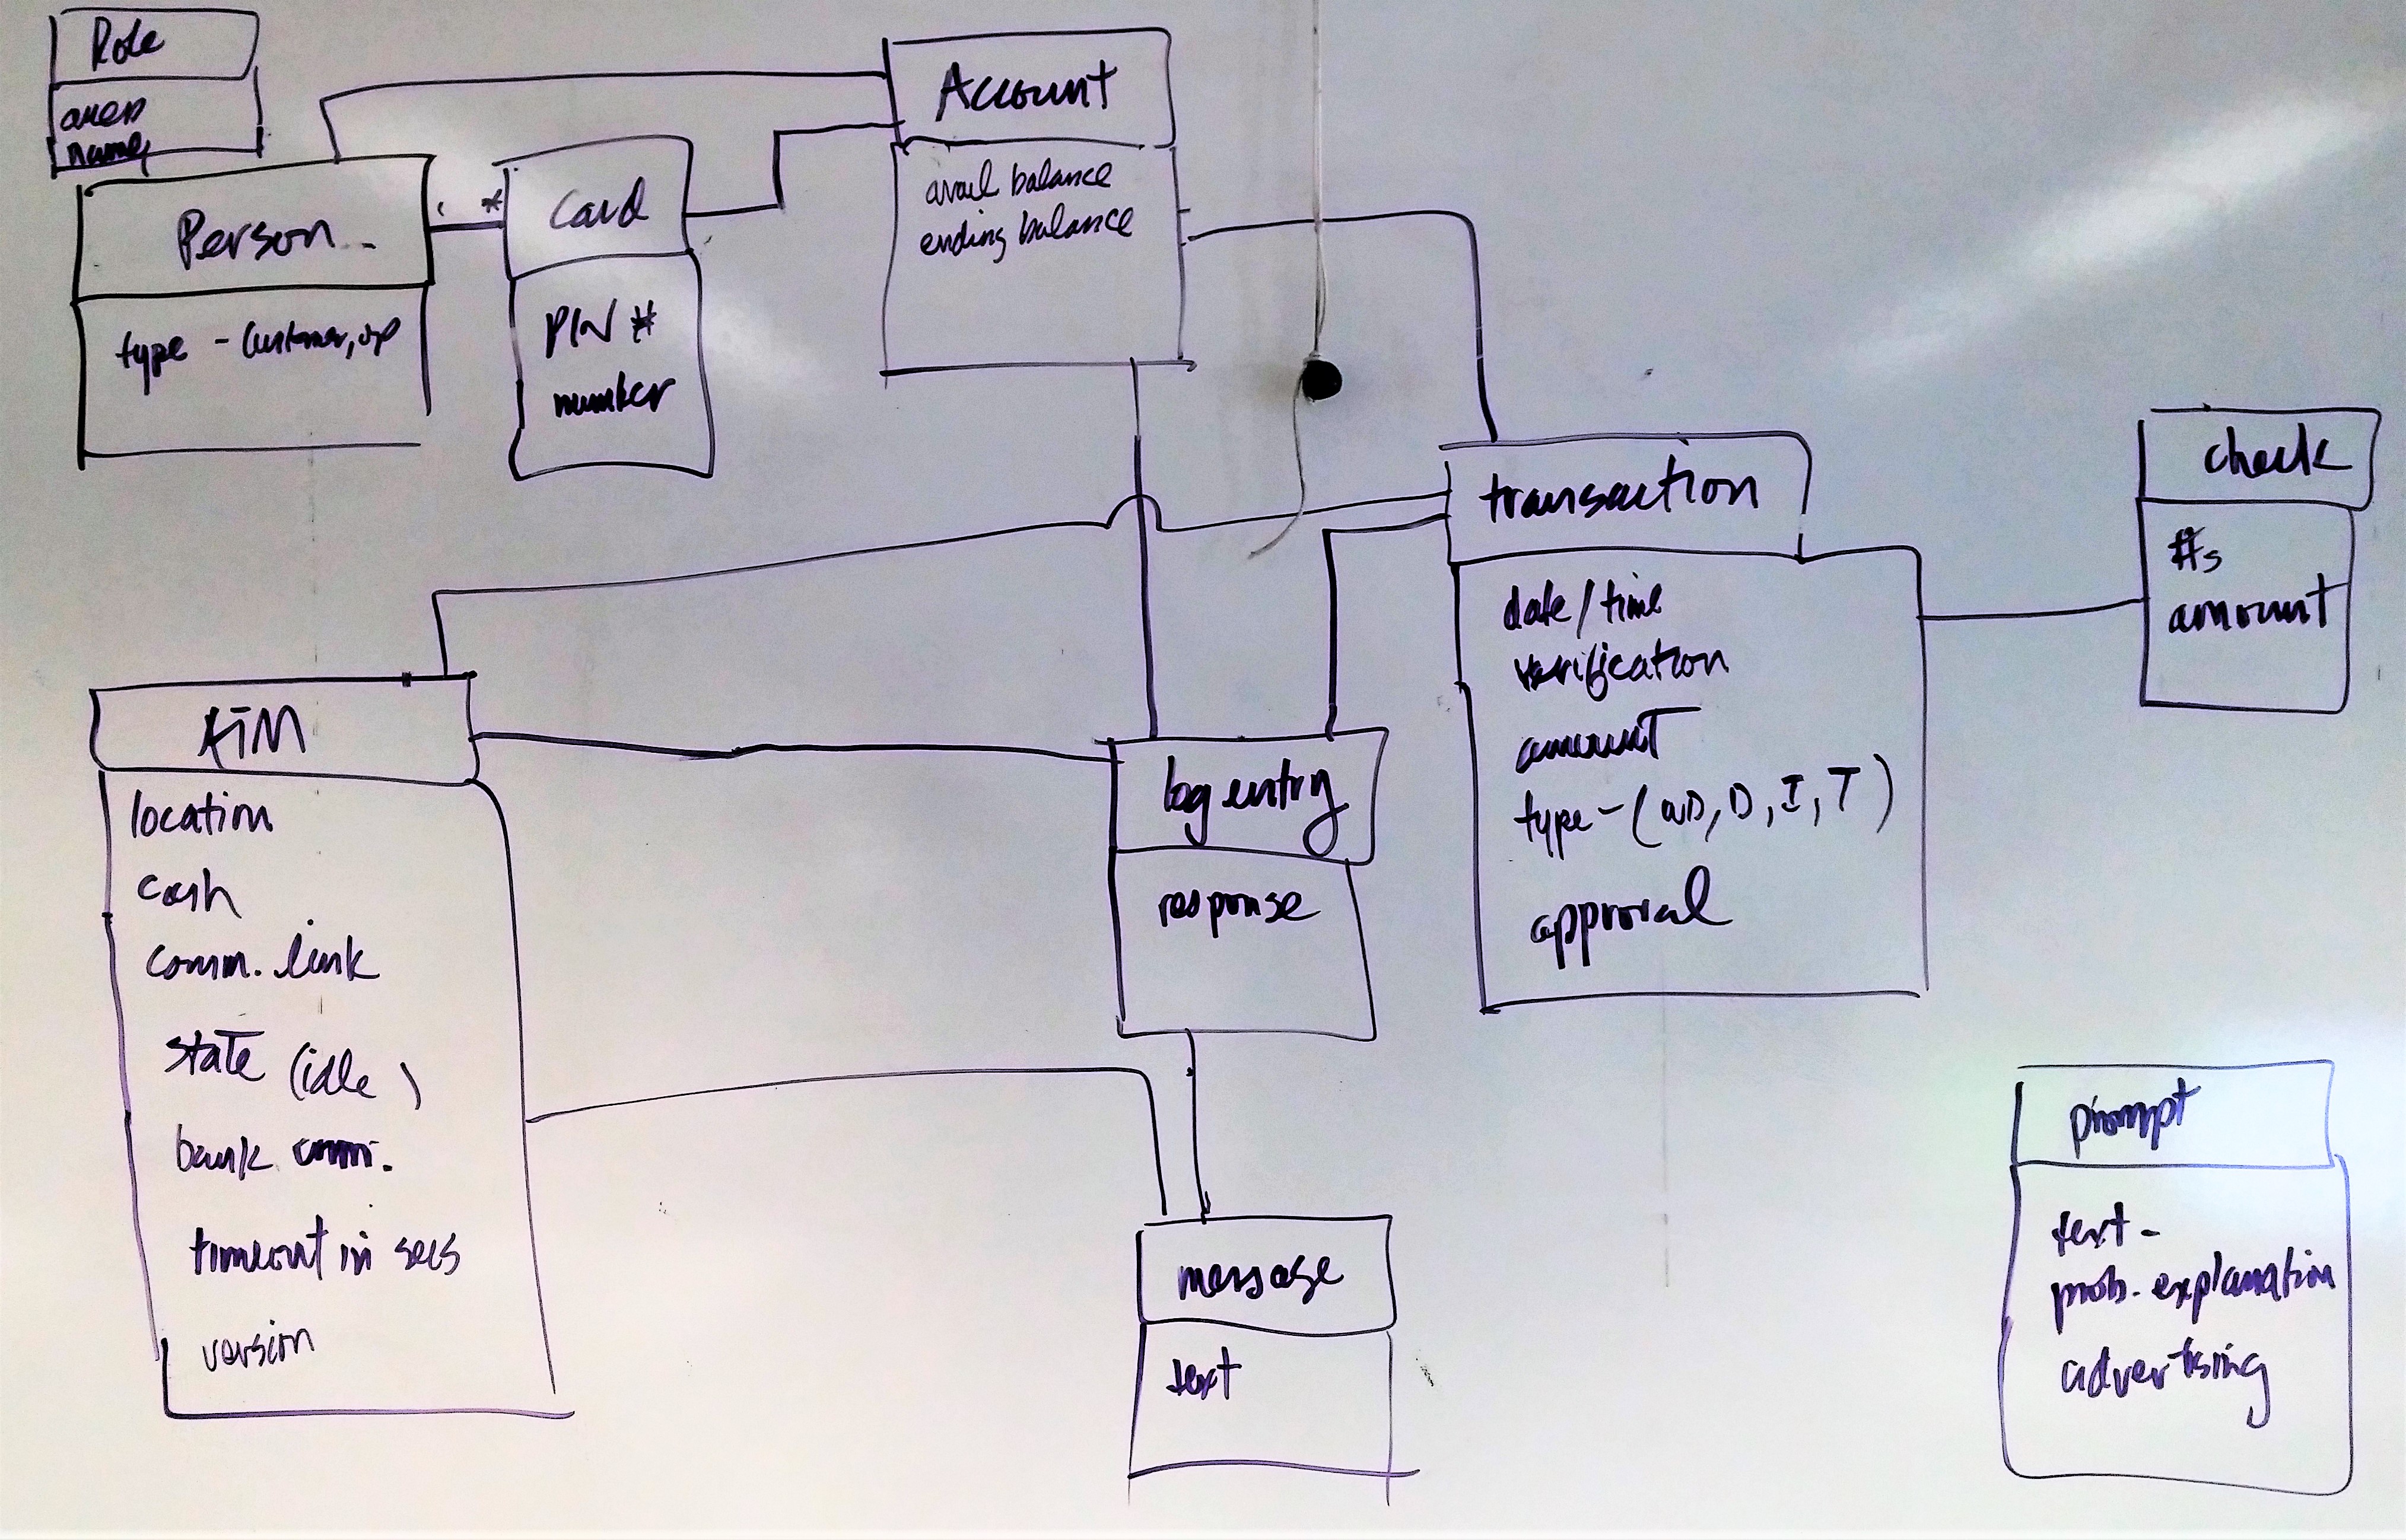 Role
name
Person
type - Customer, op
1 *
Card
PIN #
number
Account
avail balance
ending balance
transaction
date/time
verification
amount
type - (WD, D, I, T)
approval
check
#s
amount
ATM
location
cash
comm. link
state (idle )
bank comm.
timeout in secs
version
log entry
response
message
text
prompt
text -
prob. explanation
advertising